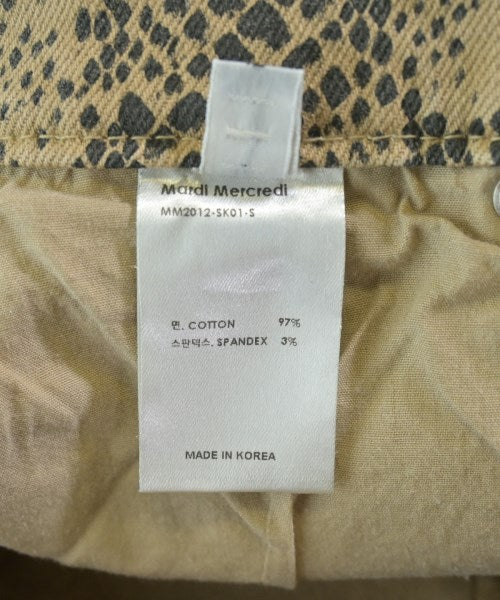 Mardi Mercredi
MM2012-SK01-S
면. COTTON 97%
스판덱스. SPANDEX 3%
MADE IN KOREA